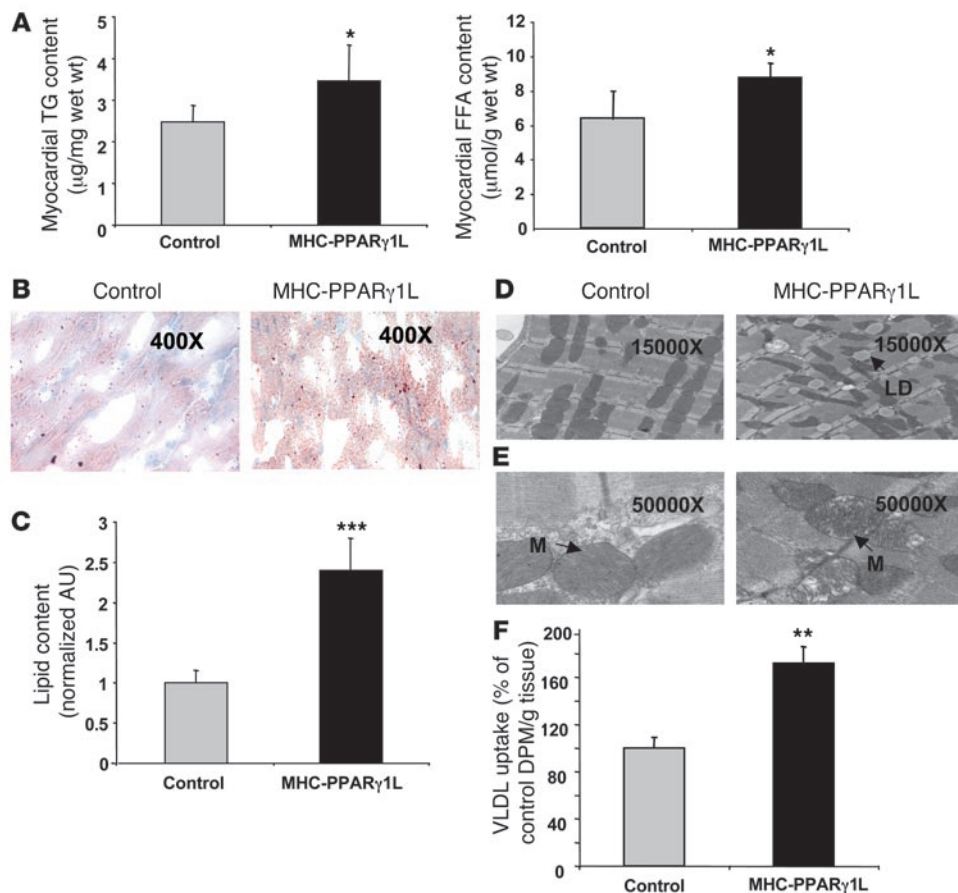 A
Myocardial TG content
(µg/mg wet wt)
5
4
3
2
1
0
*
Control
MHC-PPARγ1L
Myocardial FFA content
(µmol/g wet wt)
12
10
8
6
4
2
0
*
Control
MHC-PPARγ1L
B
Control
MHC-PPARγ1L
400X
400X
C
Lipid content
(normalized AU)
3
2.5
2
1.5
1
0.5
0
***
Control
MHC-PPARγ1L
D
Control
MHC-PPARγ1L
15000X
15000X
LD
E
50000X
M
50000X
M
F
VLDL uptake (% of
control DPM/g tissue)
200
160
120
80
40
0
**
Control
MHC-PPARγ1L